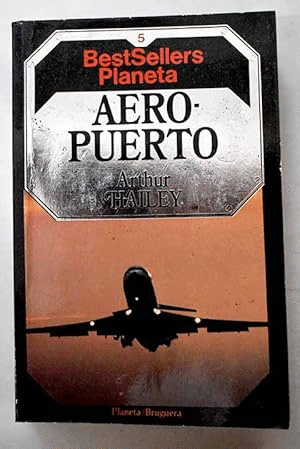 5
BestSellers
Planeta
AERO-
PUERTO
Arthur
HAILEY
Planeta/Bruguera